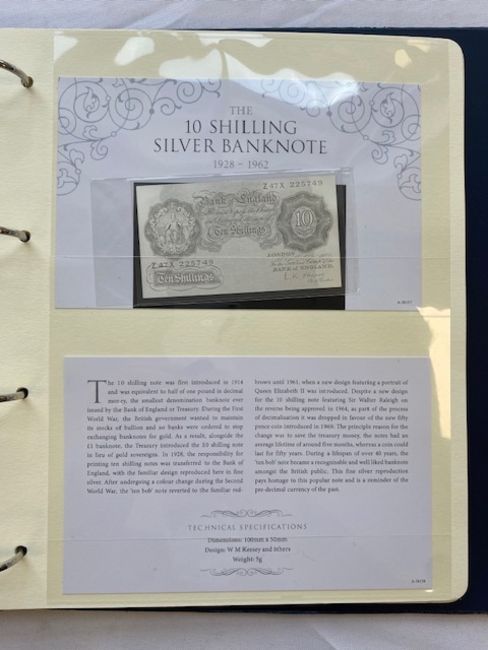 THE
10 SHILLING
SILVER BANKNOTE
1928 – 1962
Z47X 225749
Bank of England
Ten Shillings
10
LONDON
Z47X 225749
BANK of ENGLAND.
Ten Shillings
The 10 shilling note was first introduced in 1914
and was equivalent to half of one pound in decimal
money, the smallest denomination banknote ever
issued by the Bank of England or Treasury. During the First
World War, the British government wanted to maintain
its stocks of bullion and so banks were ordered to stop
exchanging banknotes for gold. As a result, alongside the
£1 banknote, the Treasury introduced the 10 shilling note
in lieu of gold sovereigns. In 1928, the responsibility for
printing ten shilling notes was transferred to the Bank of
England, with the familiar design reproduced here in fine
silver. After undergoing a colour change during the Second
World War, the 'ten bob' note reverted to the familiar red-
brown until 1961, when a new design featuring a portrait of
Queen Elizabeth II was introduced. Despite a new design
for the 10 shilling note featuring Sir Walter Raleigh on
the reverse being approved in 1964, as part of the process
of decimalisation it was dropped in favour of the new fifty
pence coin introduced in 1969. The principle reason for the
change was to save the treasury money, the notes had an
average lifetime of around five months, whereas a coin could
last for fifty years. During a lifespan of over 40 years, the
'ten bob' note became a recognisable and well liked banknote
amongst the British public. This fine silver reproduction
pays homage to this popular note and is a reminder of the
pre-decimal currency of the past.
TECHNICAL SPECIFICATIONS
Dimensions: 100mm x 50mm
Design: W M Keesey and others
Weight: 5g